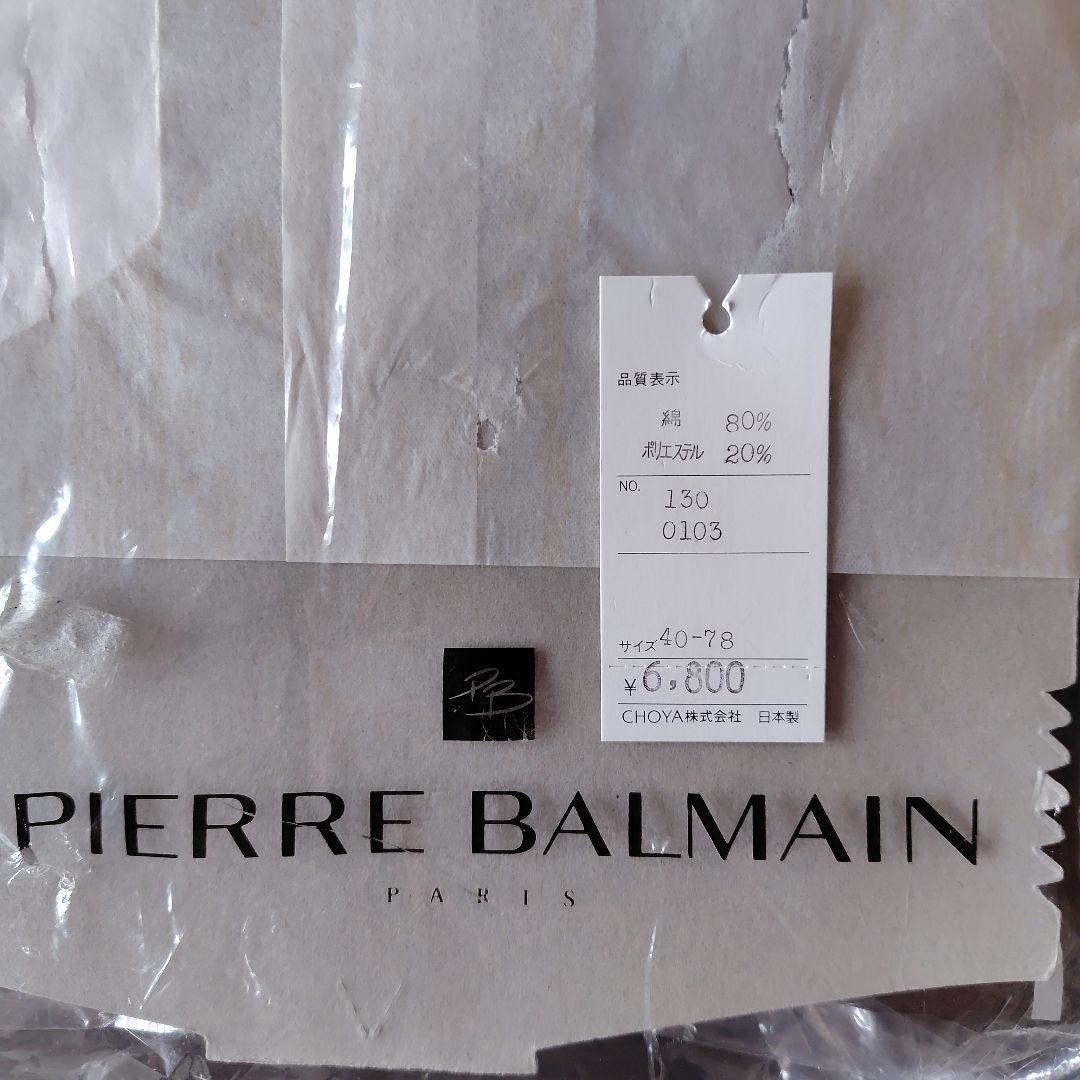 品質表示
綿 80%
ポリエステル 20%
NO. 130
0103
サイズ 40-78
¥6,800
CHOYA株式会社 日本製
PB
PIERRE BALMAIN
PARIS